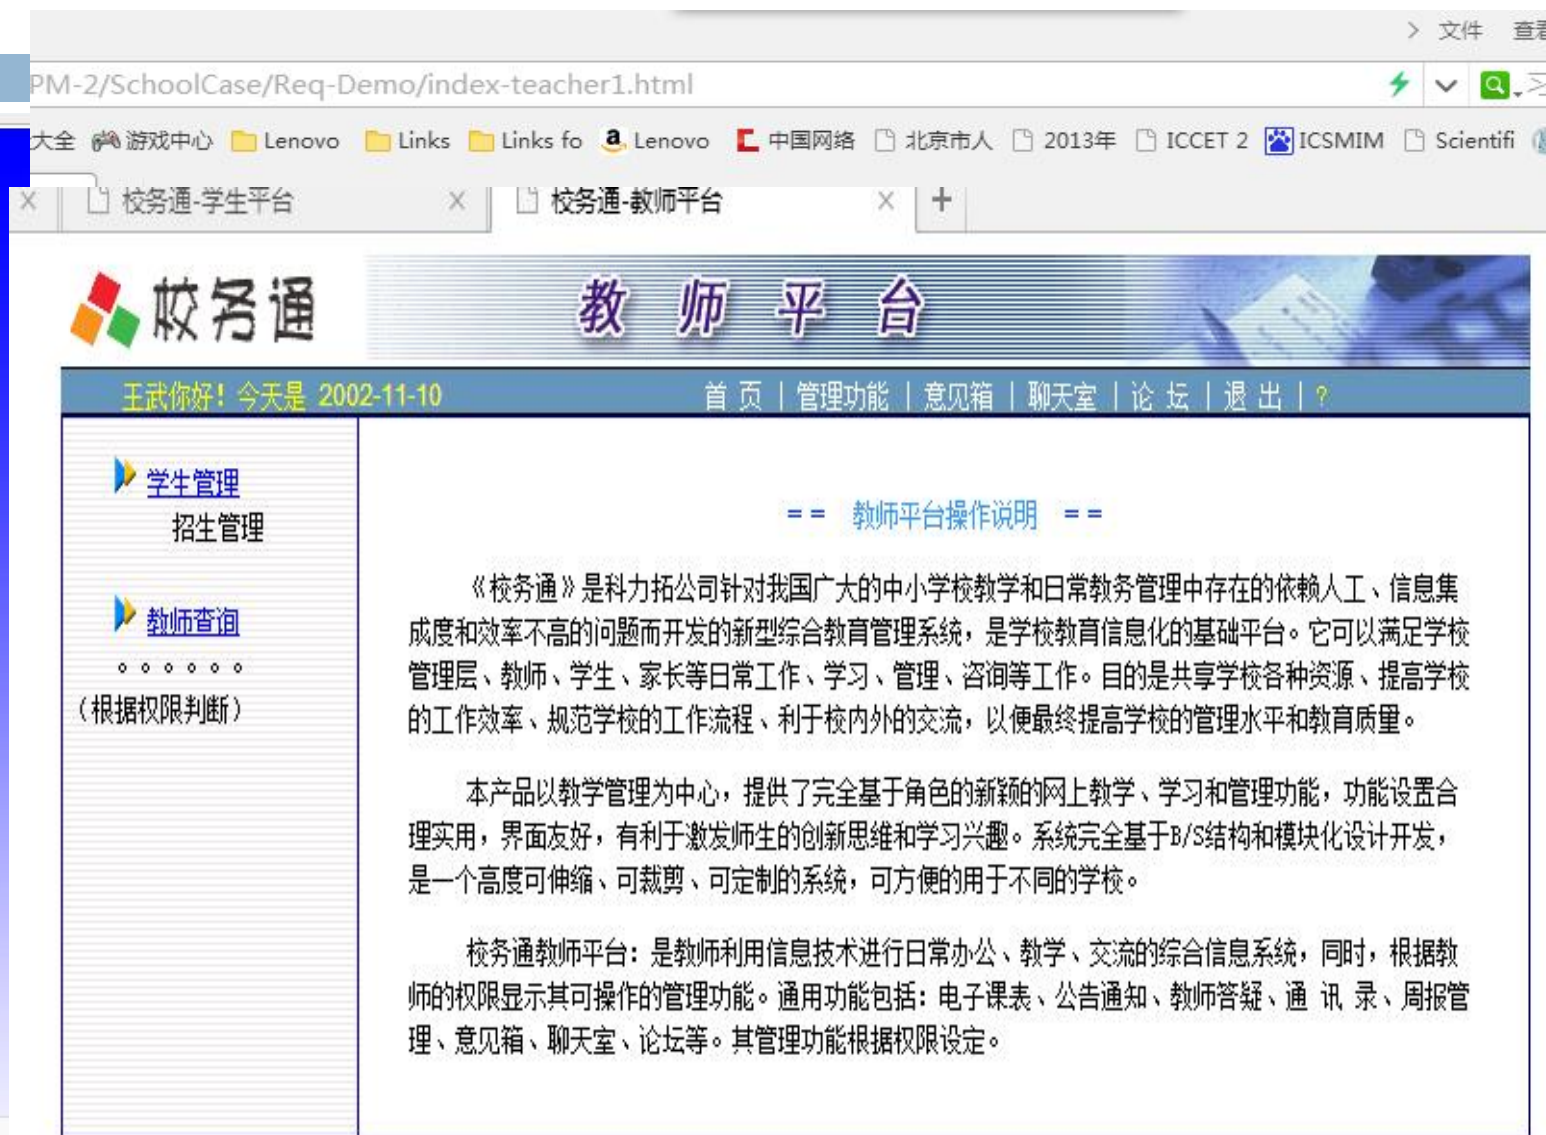 > 文件 查看
PM-2/SchoolCase/Req-Demo/index-teacher1.html
大全 游戏中心 Lenovo Links Links fo Lenovo 中国网络 北京市人 2013年 ICCET 2 ICSMIM Scientifi
校务通-学生平台 校务通-教师平台
校务通 教 师 平 台
王武你好！今天是 2002-11-10 首 页 | 管理功能 | 意见箱 | 聊天室 | 论 坛 | 退 出 | ?
学生管理
招生管理
教师查询
。。。。。。
（根据权限判断）
== 教师平台操作说明 ==
《校务通》是科力拓公司针对我国广大的中小学校教学和日常教务管理中存在的依赖人工、信息集
成度和效率不高的问题而开发的新型综合教育管理系统，是学校教育信息化的基础平台。它可以满足学校
管理层、教师、学生、家长等日常工作、学习、管理、咨询等工作。目的是共享学校各种资源、提高学校
的工作效率、规范学校的工作流程、利于校内外的交流，以便最终提高学校的管理水平和教育质量。
本产品以教学管理为中心，提供了完全基于角色的新颖的网上教学、学习和管理功能，功能设置合
理实用，界面友好，有利于激发师生的创新思维和学习兴趣。系统完全基于B/S结构和模块化设计开发，
是一个高度可伸缩、可裁剪、可定制的系统，可方便的用于不同的学校。
校务通教师平台：是教师利用信息技术进行日常办公、教学、交流的综合信息系统，同时，根据教
师的权限显示其可操作的管理功能。通用功能包括：电子课表、公告通知、教师答疑、通 讯 录、周报管
理、意见箱、聊天室、论坛等。其管理功能根据权限设定。